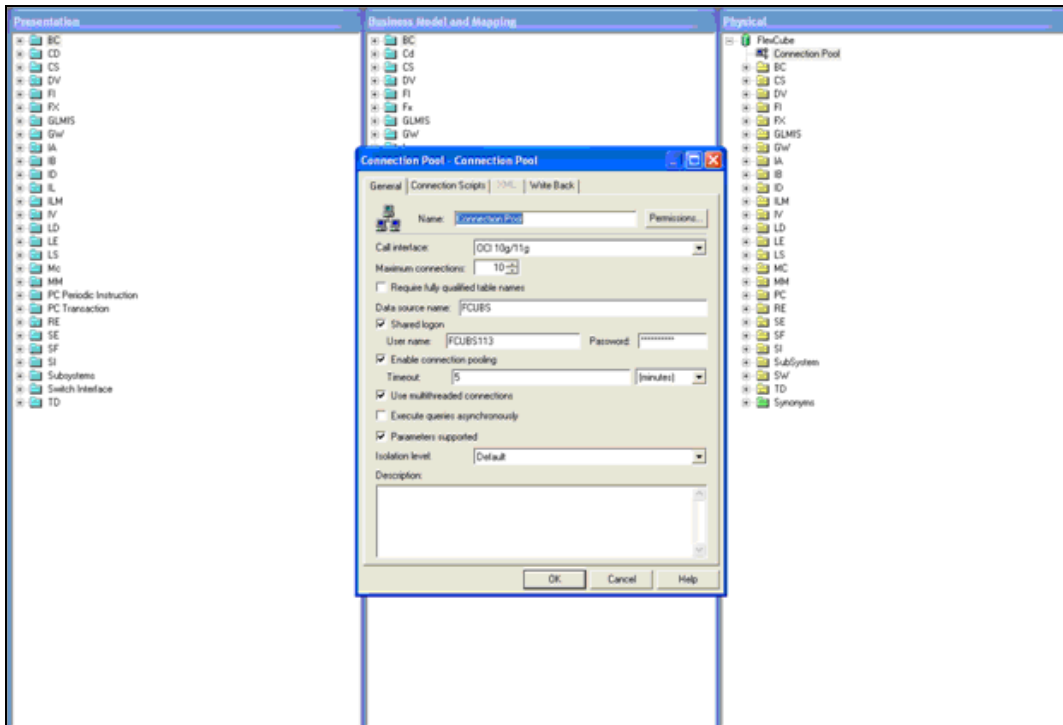 Presentation
BC
CD
CS
DV
FI
FX
GLMIS
GW
IA
IB
ID
IL
ILM
IV
LD
LE
LS
Mc
MM
PC Periodic Instruction
PC Transaction
RE
SE
SF
SI
Subsystems
Switch Interface
TD
Business Model and Mapping
BC
Cd
CS
DV
FI
Fx
GLMIS
GW
Physical
FlexCube
Connection Pool
BC
CS
DV
FI
FX
GLMIS
GW
IA
IB
ID
ILM
IV
LD
LE
LS
MC
MM
PC
RE
SE
SF
SI
SubSystem
SW
TD
Synonyms
Connection Pool - Connection Pool
General Connection Scripts XML Write Back
Name: Connection Pool Permissions...
Call interface: OCI 10g/11g
Maximum connections: 10
Require fully qualified table names
Data source name: FCUBS
Shared logon
User name: FCUBS113 Password: **********
Enable connection pooling
Timeout: 5 (minutes)
Use multithreaded connections
Execute queries asynchronously
Parameters supported
Isolation level: Default
Description:
OK Cancel Help